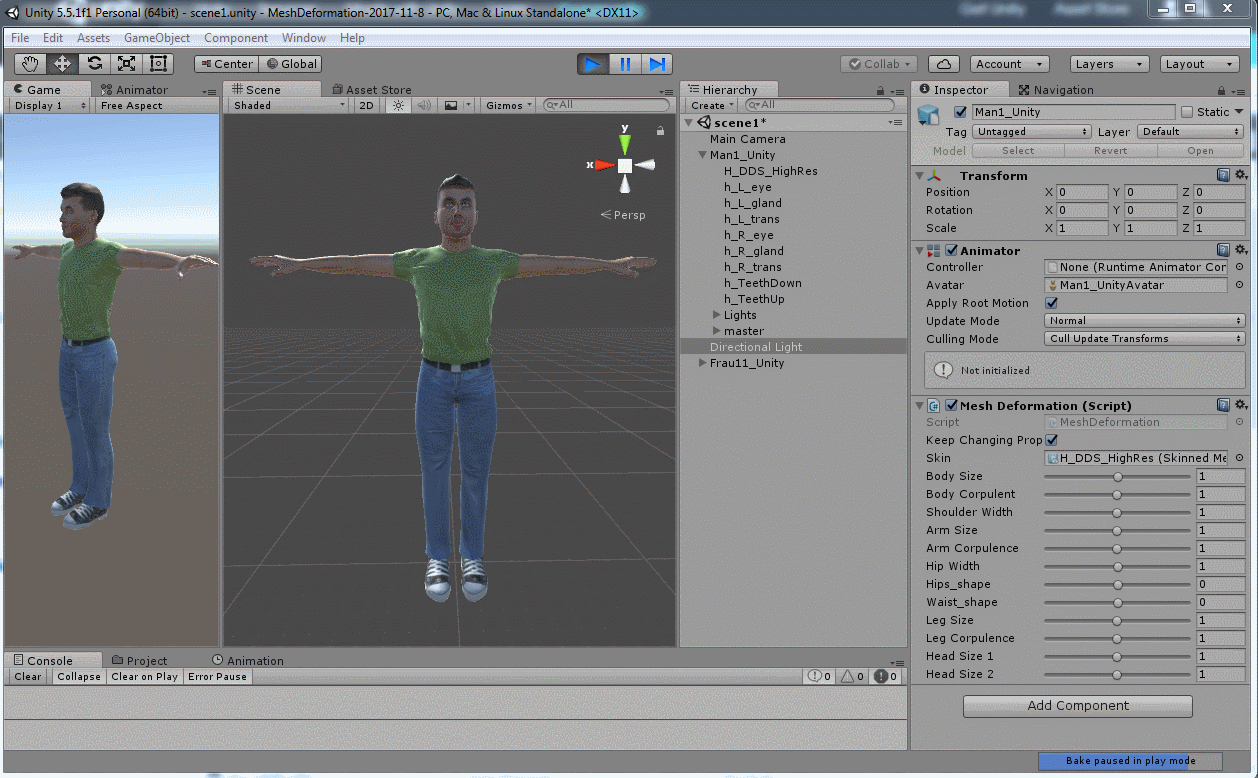 Unity 5.5.1f1 Personal (64bit) - scene1.unity - MeshDeformation-2017-11-8 - PC, Mac & Linux Standalone* <DX11>
File Edit Assets GameObject Component Window Help
Center Global Collab Account Layers Layout
Game Animator
Display 1 Free Aspect
Scene Asset Store
Shaded 2D Gizmos All
y
x
Persp
Hierarchy
Create All
scene1*
Main Camera
Man1_Unity
H_DDS_HighRes
h_L_eye
h_L_gland
h_L_trans
h_R_eye
h_R_gland
h_R_trans
h_TeethDown
h_TeethUp
Lights
master
Directional Light
Frau11_Unity
Inspector Navigation
Man1_Unity Static
Tag Untagged Layer Default
Model Select Revert Open
Transform
Position X 0 Y 0 Z 0
Rotation X 0 Y 0 Z 0
Scale X 1 Y 1 Z 1
Animator
Controller None (Runtime Animator Cor
Avatar Man1_UnityAvatar
Apply Root Motion
Update Mode Normal
Culling Mode Cull Update Transforms
Not initialized
Mesh Deformation (Script)
Script MeshDeformation
Keep Changing Prop
Skin H_DDS_HighRes (Skinned Me
Body Size 1
Body Corpulent 1
Shoulder Width 1
Arm Size 1
Arm Corpulence 1
Hip Width 1
Hips_shape 0
Waist_shape 0
Leg Size 1
Leg Corpulence 1
Head Size 1 1
Head Size 2 1
Add Component
Console Project Animation
Clear Collapse Clear on Play Error Pause 0 0 0
Bake paused in play mode